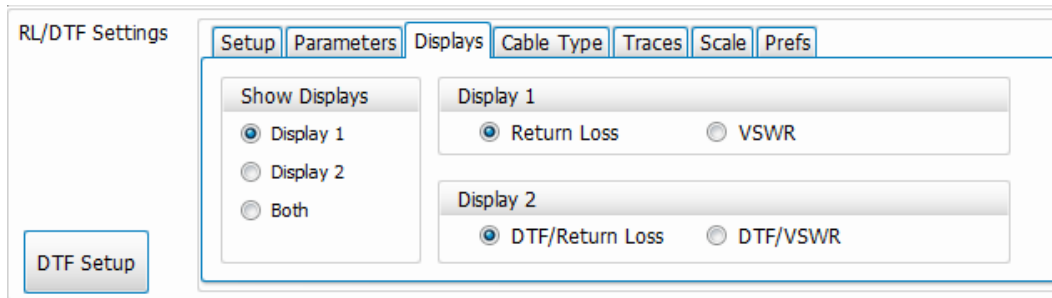 RL/DTF Settings
Setup Parameters Displays Cable Type Traces Scale Prefs
Show Displays
Display 1
Display 2
Both
Display 1
Return Loss VSWR
Display 2
DTF/Return Loss DTF/VSWR
DTF Setup